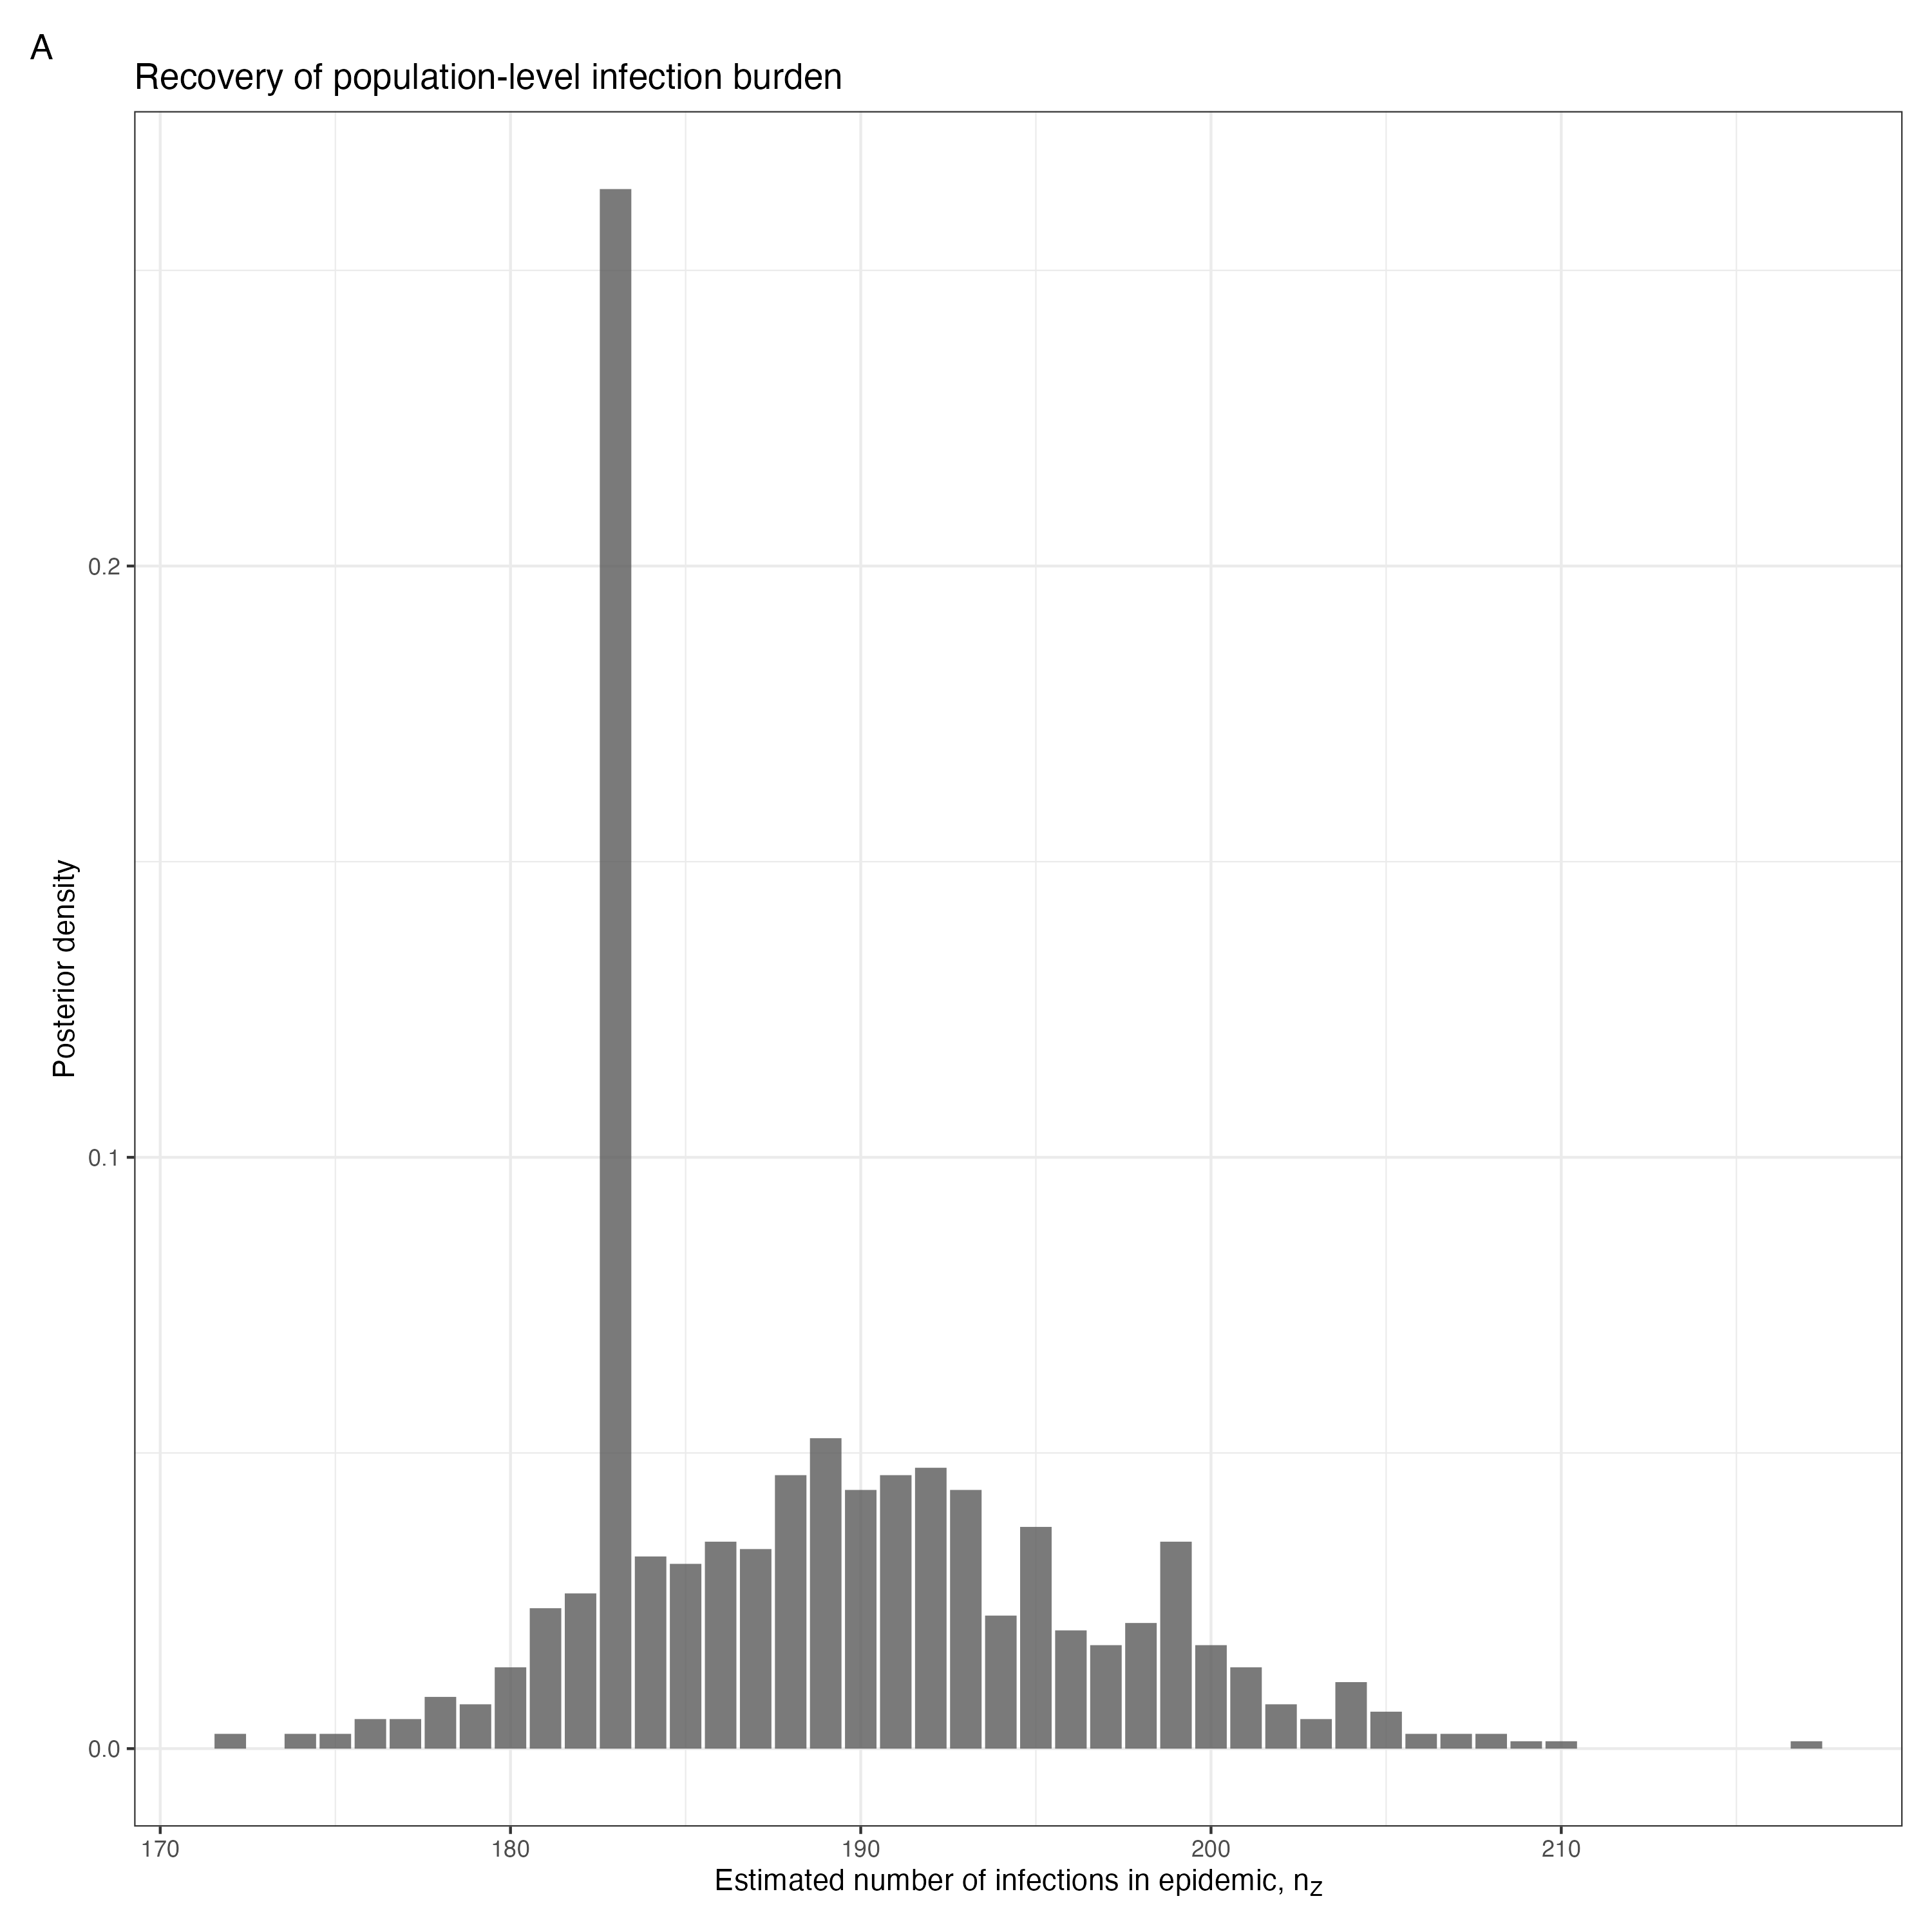 A
Recovery of population-level infection burden
Posterior density
0.2
0.1
0.0
170 180 190 200 210
Estimated number of infections in epidemic, nZ